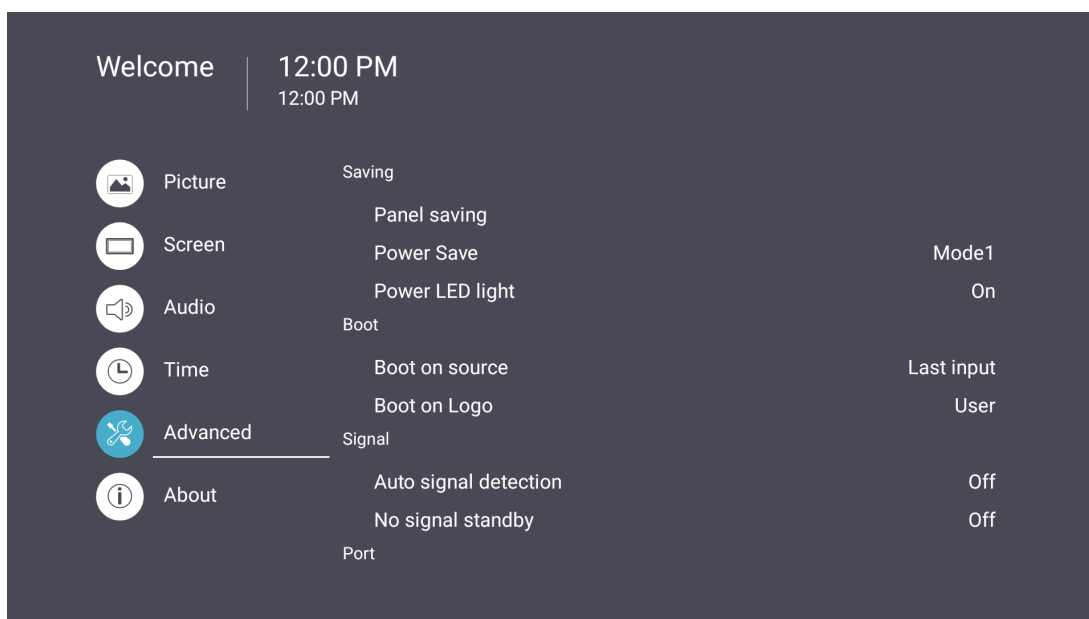 Welcome
12:00 PM
12:00 PM
Picture
Screen
Audio
Time
Advanced
About
Saving
Panel saving
Power Save Mode1
Power LED light On
Boot
Boot on source Last input
Boot on Logo User
Signal
Auto signal detection Off
No signal standby Off
Port